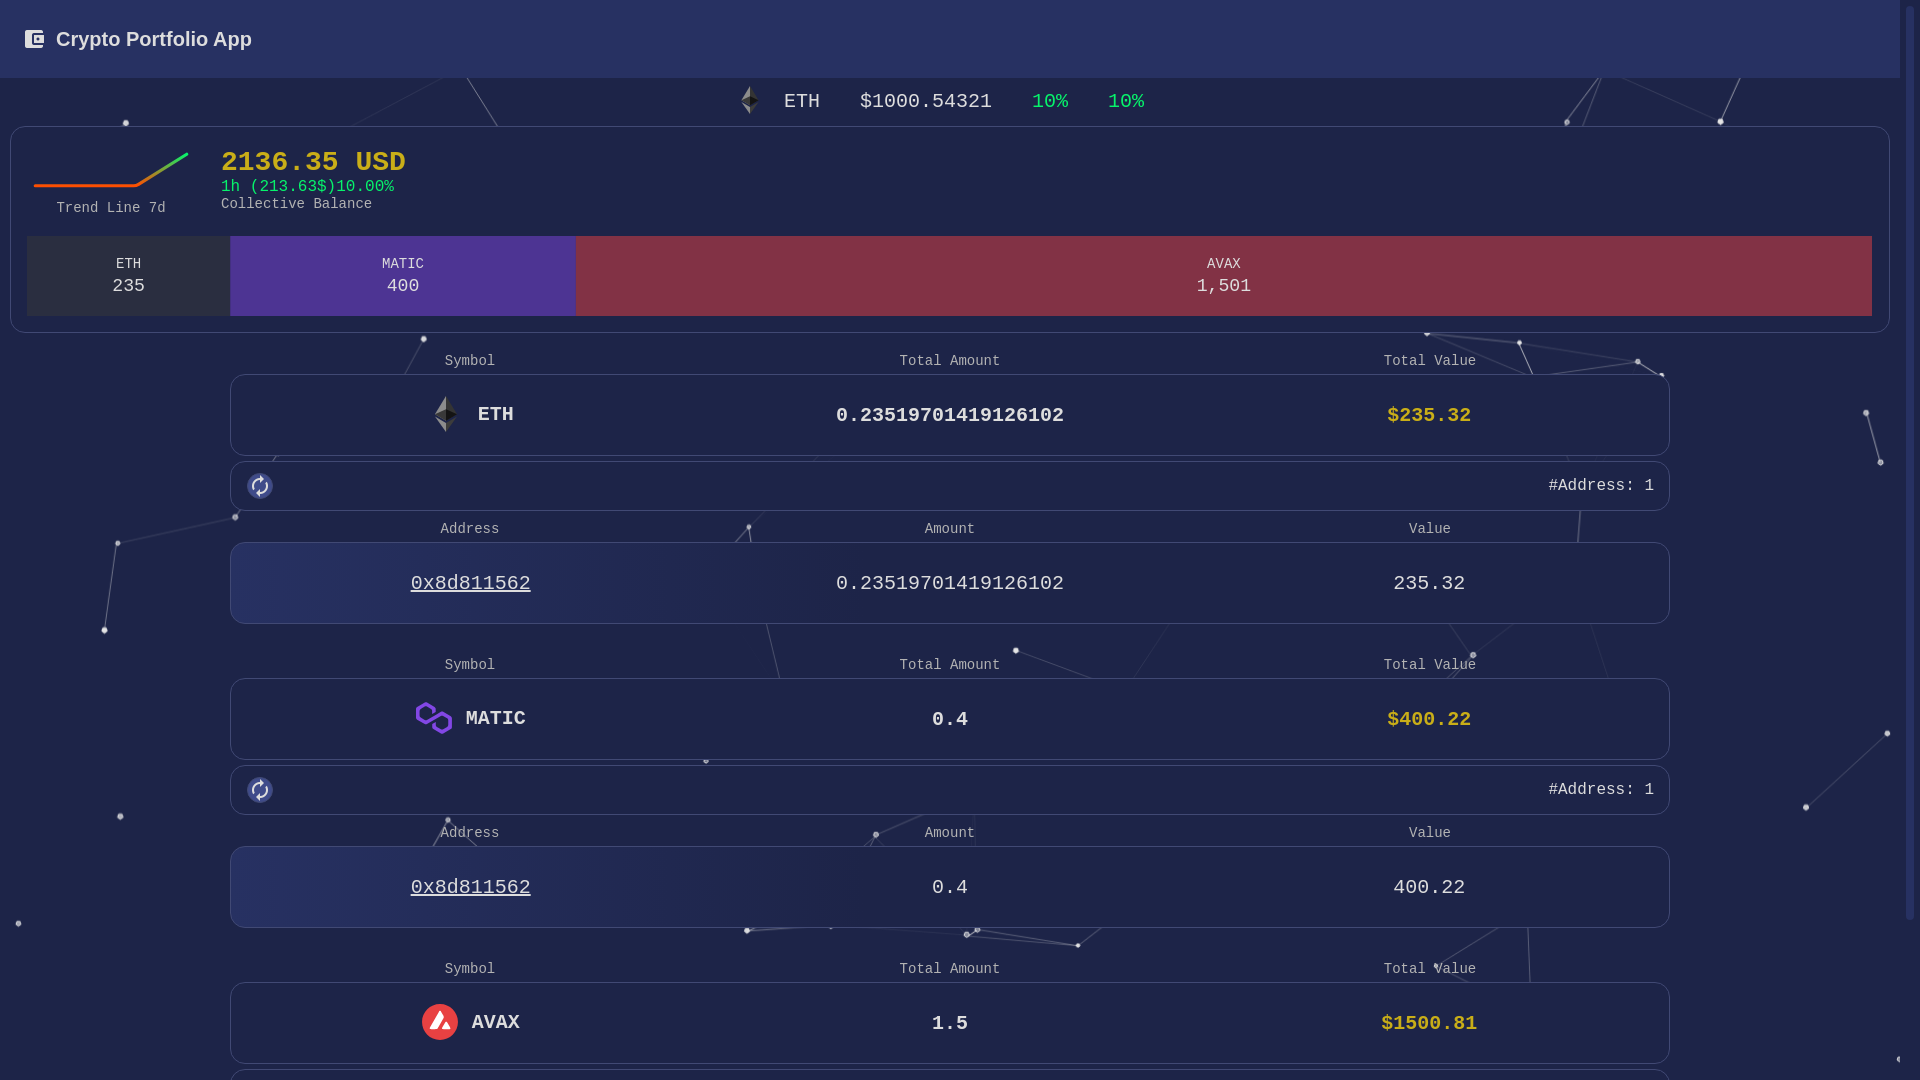 Crypto Portfolio App
ETH $1000.54321 10% 10%
2136.35 USD
1h (213.63$)10.00%
Collective Balance
Trend Line 7d
ETH
235
MATIC
400
AVAX
1,501
Symbol Total Amount Total Value
ETH 0.23519701419126102 $235.32
#Address: 1
Address Amount Value
0x8d811562 0.23519701419126102 235.32
Symbol Total Amount Total Value
MATIC 0.4 $400.22
#Address: 1
Address Amount Value
0x8d811562 0.4 400.22
Symbol Total Amount Total Value
AVAX 1.5 $1500.81